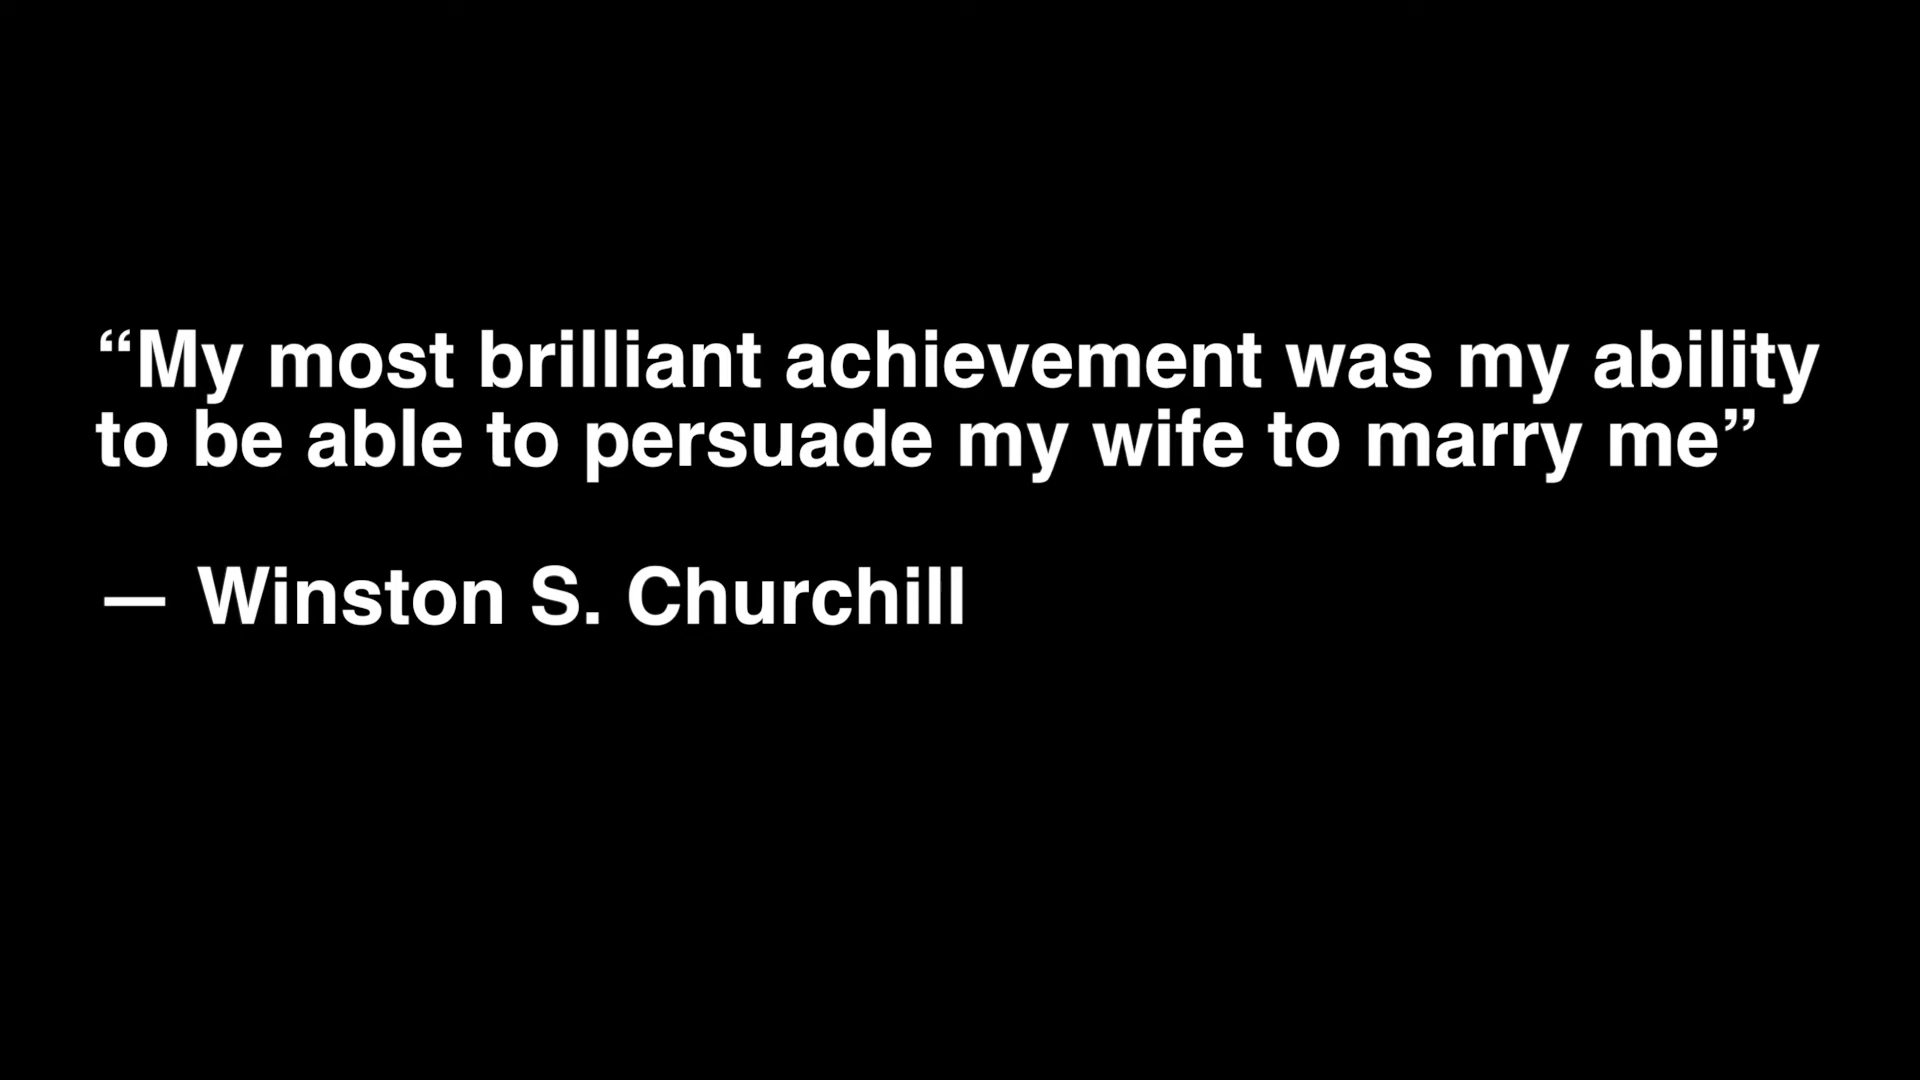 “My most brilliant achievement was my ability
to be able to persuade my wife to marry me”
— Winston S. Churchill